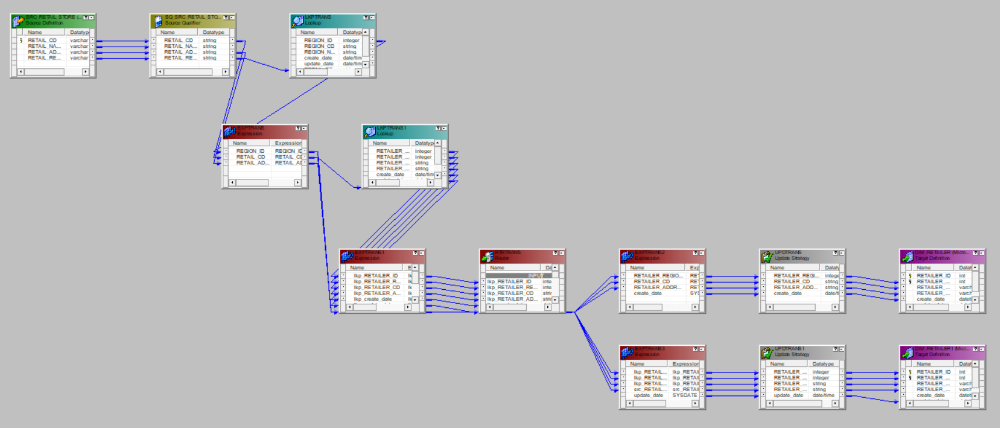 SRC_RETAIL_STORE (...
Source Definition
Name Datatype
RETAIL_CD varchar
RETAIL_NA... varchar
RETAIL_AD... varchar
RETAIL_RE... varchar
SQ_SRC_RETAIL_STO...
Source Qualifier
Name Datatype
RETAIL_CD string
RETAIL_NA... string
RETAIL_AD... string
RETAIL_RE... string
LKPTRANS
Lookup
Name Datatype
REGION_ID integer
REGION_CD string
REGION_N... string
create_date date/tim
update_date date/tim
EXPTRANS
Expression
Name Expression
REGION_ID REGION_ID
RETAIL_CD RETAIL_CD
RETAIL_AD... RETAIL_AD
LKPTRANS1
Lookup
Name Datatype
RETAILER_... integer
RETAILER_... integer
RETAILER_... string
RETAILER_... string
create_date date/tim
EXPTRANS1
Expression
Name E
lkp_RETAILER_ID lk
lkp_RETAILER_R... lk
lkp_RETAILER_CD lk
lkp_RETAILER_A... lk
lkp_create_date lk
RTRTRANS
Router
Name Da
INPUT
lkp_RETAILER_ID inte
lkp_RETAILER_RE... inte
lkp_RETAILER_CD strir
lkp_RETAILER_AD... strir
EXPTRANS2
Expression
Name Exp
RETAILER_REGIO... RET
RETAILER_CD RET
RETAILER_ADDR... RET
create_date SYS
UPDTRANS
Update Strategy
Name Dataty
RETAILER_REGI... intege
RETAILER_CD string
RETAILER_ADD... string
create_date date/t
DIM_RETAILER (Micro...
Target Definition
Name Datat
RETAILER_ID int
RETAILER_... int
RETAILER_... varch
RETAILER_... varch
create_date datet
EXPTRANS3
Expression
Name Expression
lkp_RETAIL... lkp_RETAI
lkp_RETAIL... lkp_RETAI
lkp_RETAIL... lkp_RETAI
src_RETAIL... src_RETAI
update_date SYSDATE
UPDTRANS1
Update Strategy
Name Datatype
RETAILER_... integer
RETAILER_... integer
RETAILER_... string
RETAILER_... string
update_date date/time
DIM_RETAILER1 (Micr...
Target Definition
Name Datat
RETAILER_ID int
RETAILER_... int
RETAILER_... varch
RETAILER_... varch
create_date datet